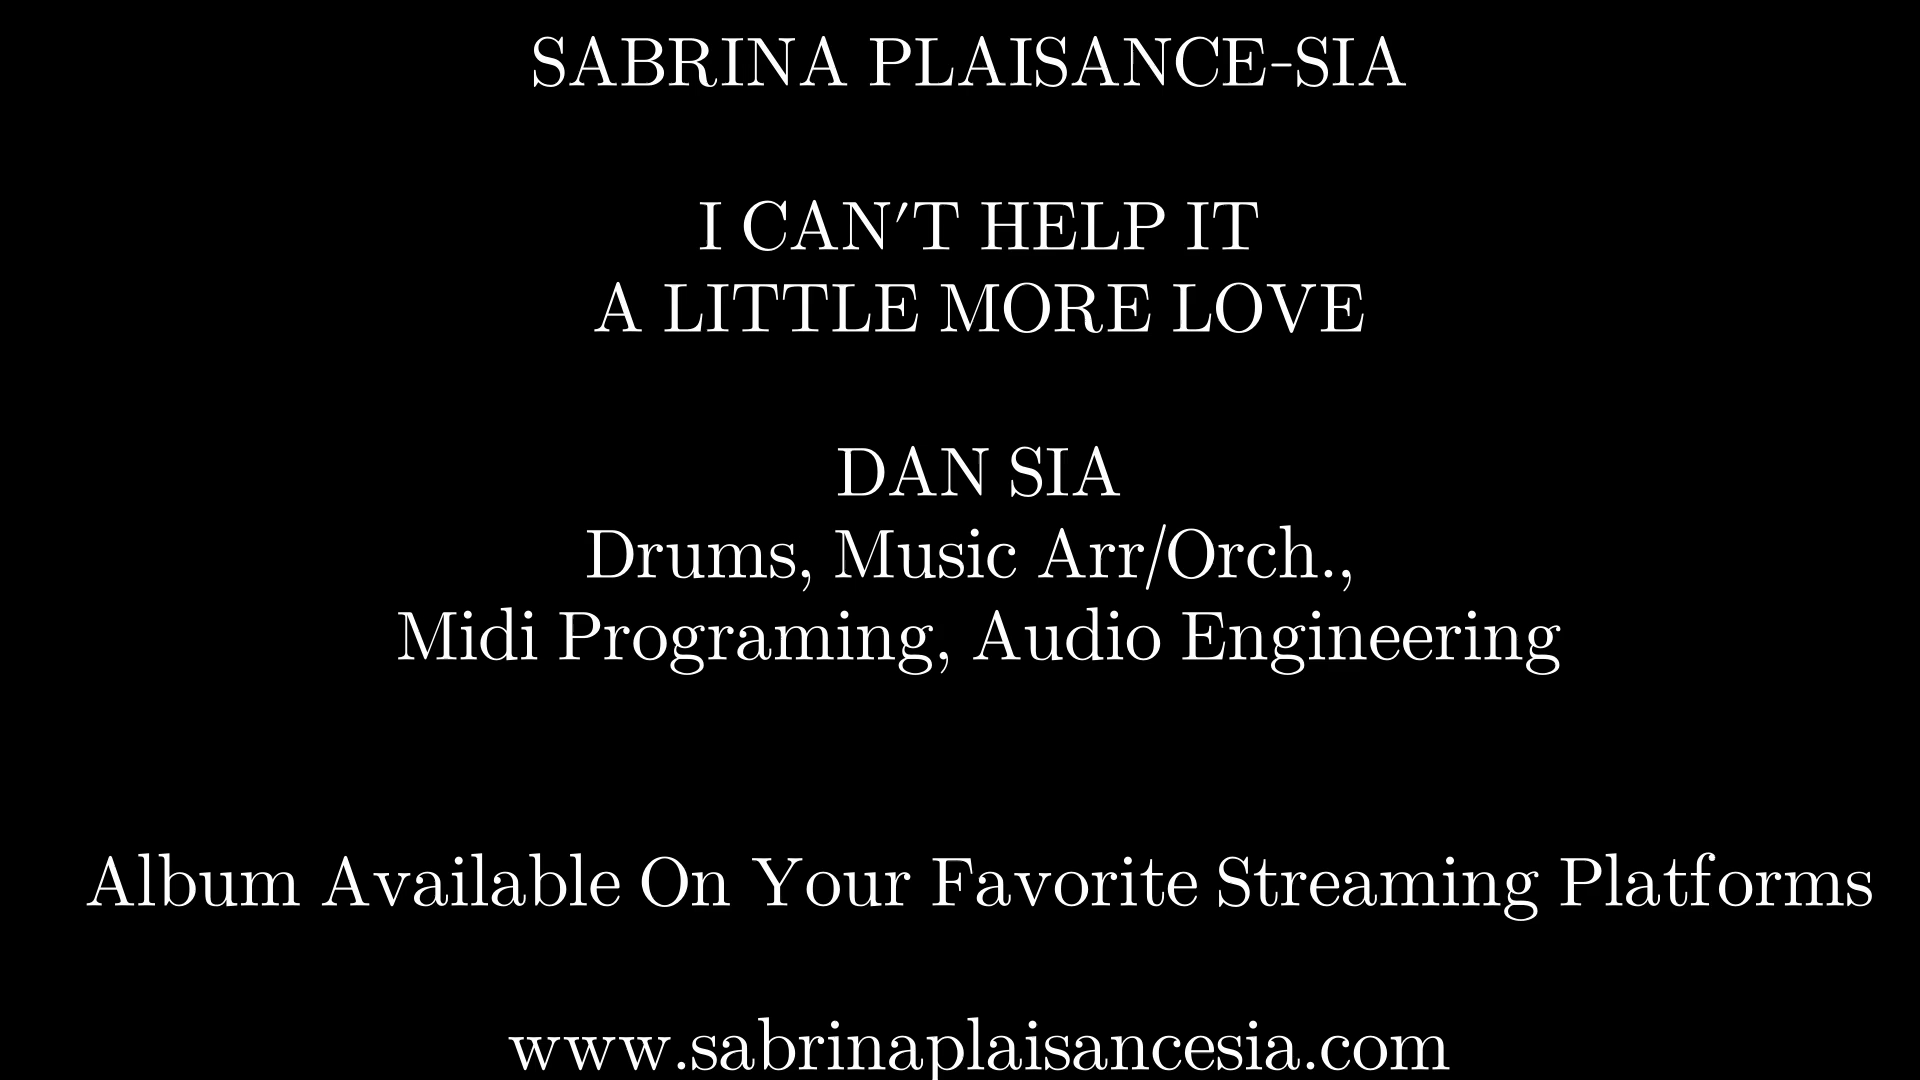 SABRINA PLAISANCE-SIA
I CAN'T HELP IT
A LITTLE MORE LOVE
DAN SIA
Drums, Music Arr/Orch.,
Midi Programing, Audio Engineering
Album Available On Your Favorite Streaming Platforms
www.sabrinaplaisancesia.com